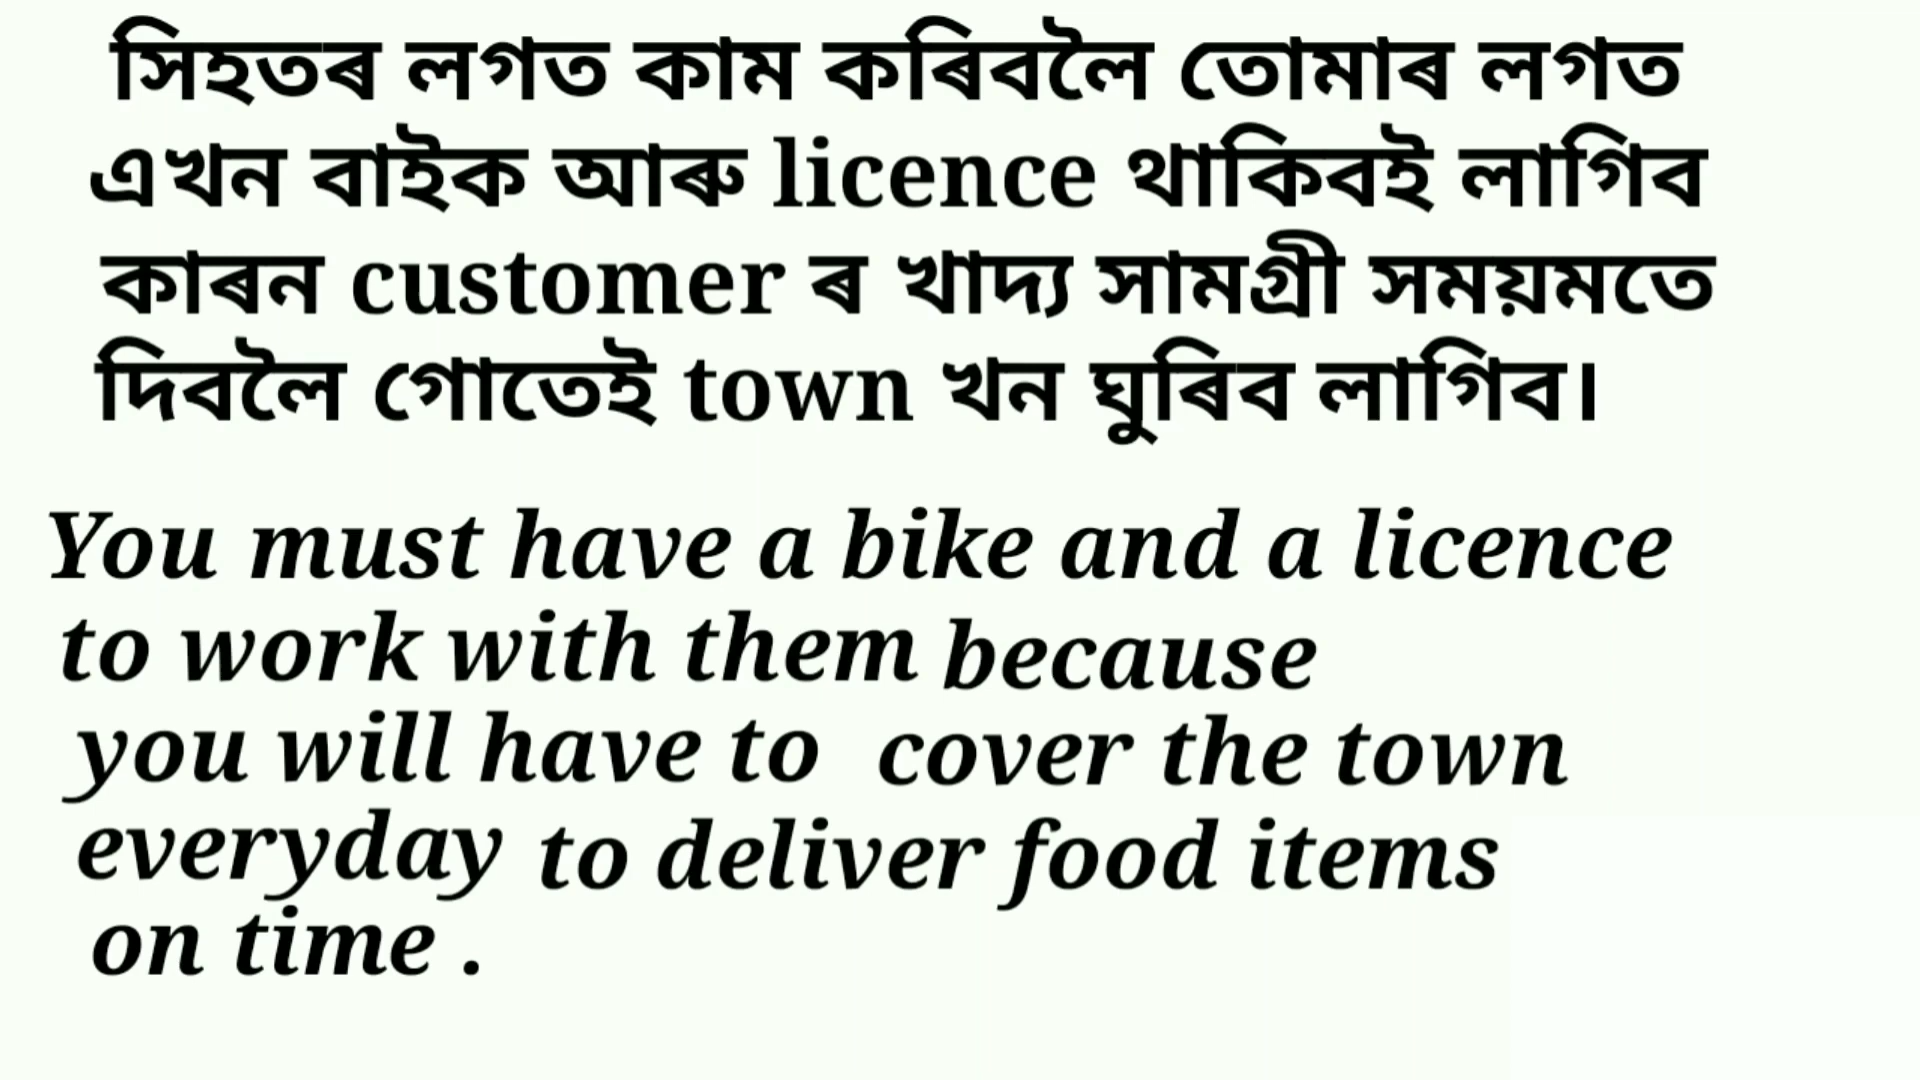 সিহতৰ লগত কাম কৰিবলৈ তোমাৰ লগত
এখন বাইক আৰু licence থাকিবই লাগিব
কাৰন customer ৰ খাদ্য সামগ্ৰী সময়মতে
দিবলৈ গোতেই town খন ঘুৰিব লাগিব।
You must have a bike and a licence
to work with them because
you will have to cover the town
everyday to deliver food items
on time .